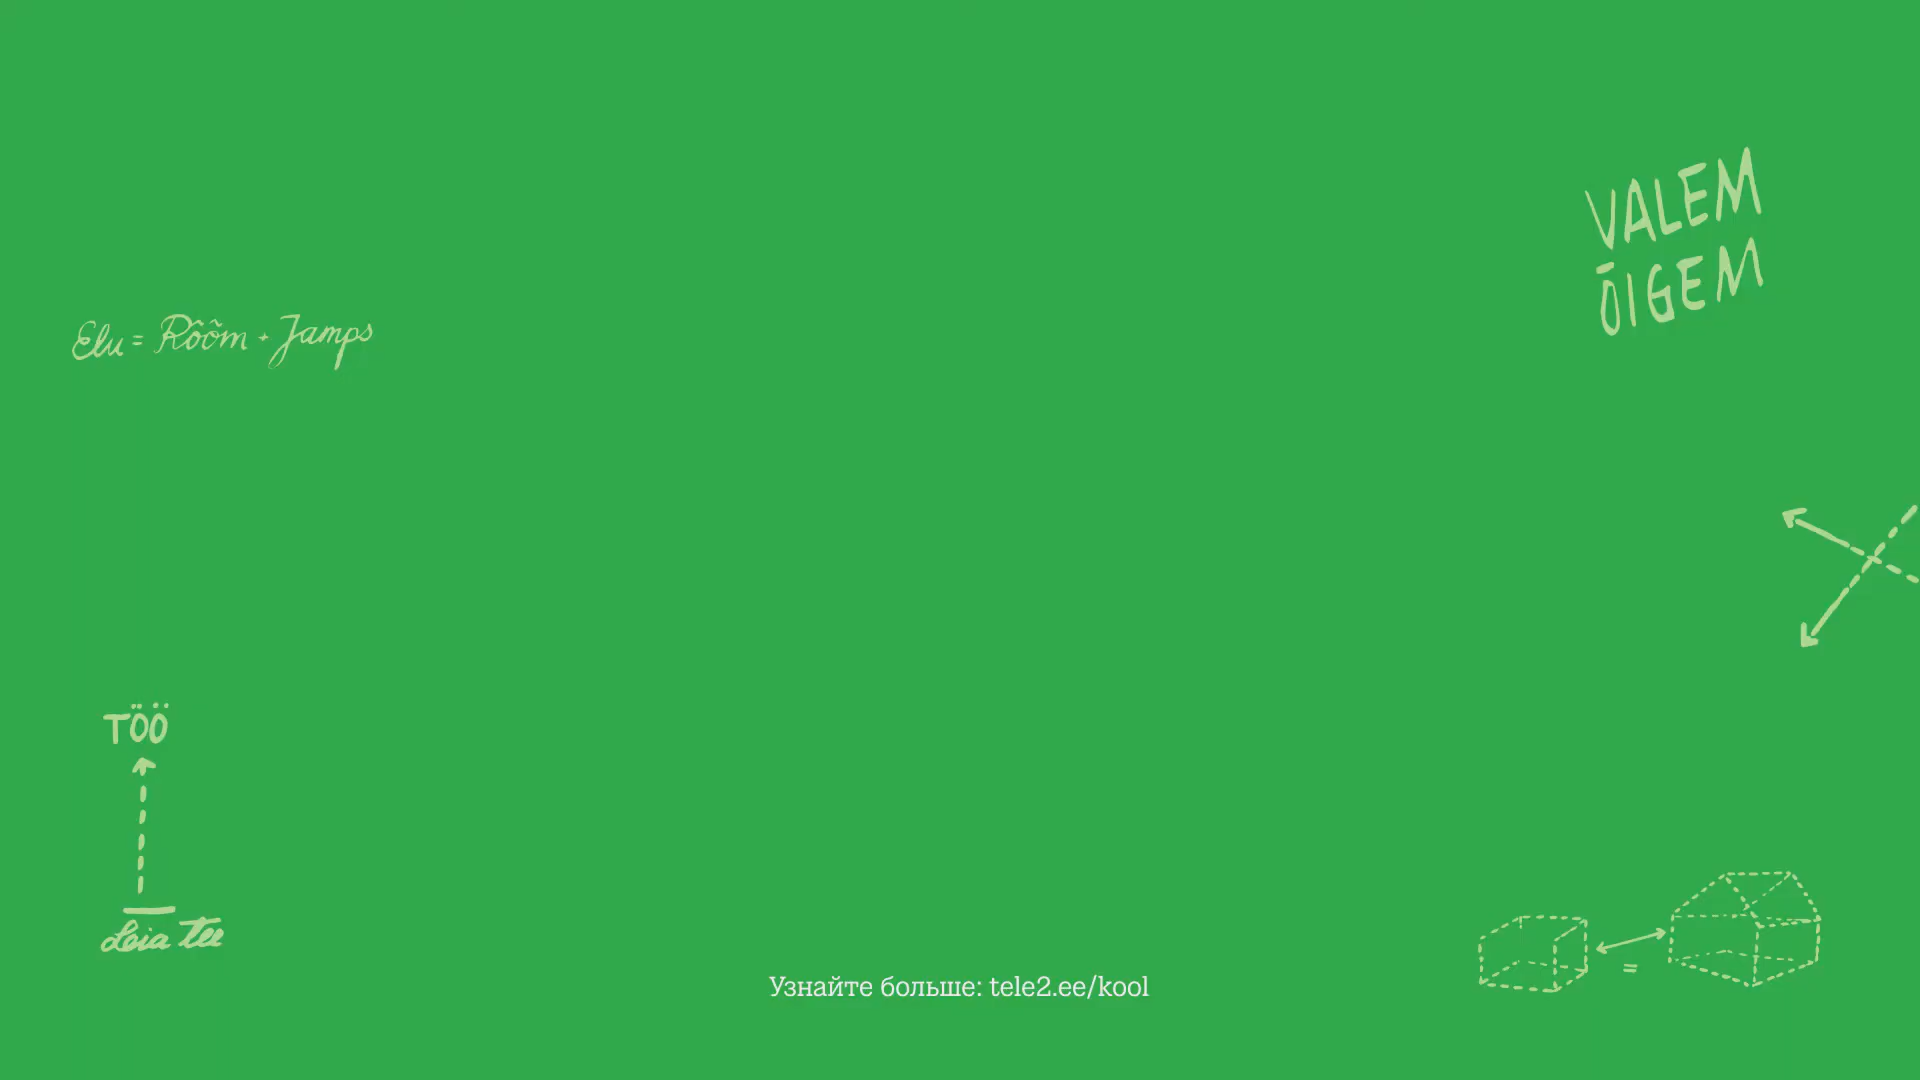 VALEM
ÕIGEM
Elu = Rõõm + Jamps
TÖÖ
Leia tee
=
Узнайте больше: tele2.ee/kool